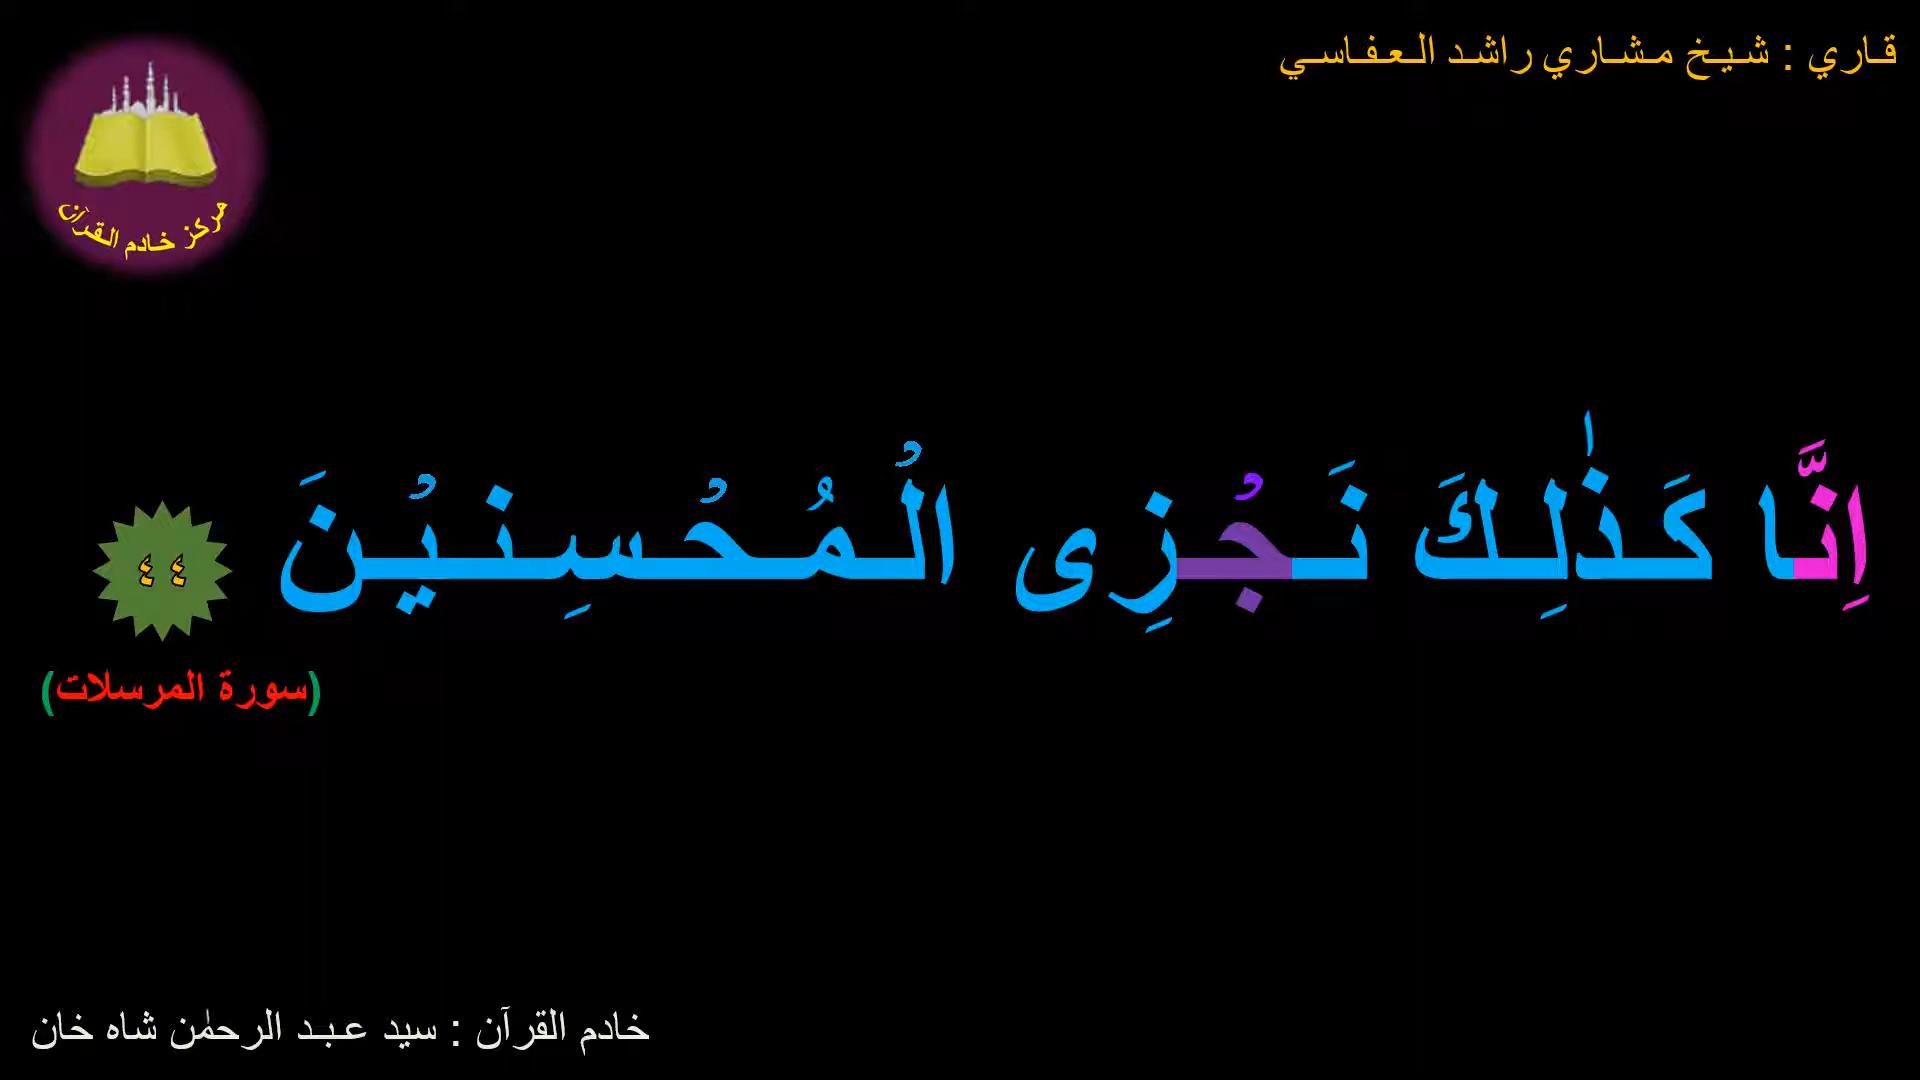 قاري : شيخ مشاري راشد العفاسي
مركز خادم القرآن
اِنَّا كَذٰلِكَ نَجْزِى الْمُحْسِنِيْنَ ٤٤
(سورة المرسلات)
خادم القرآن : سيد عبد الرحمٰن شاه خان